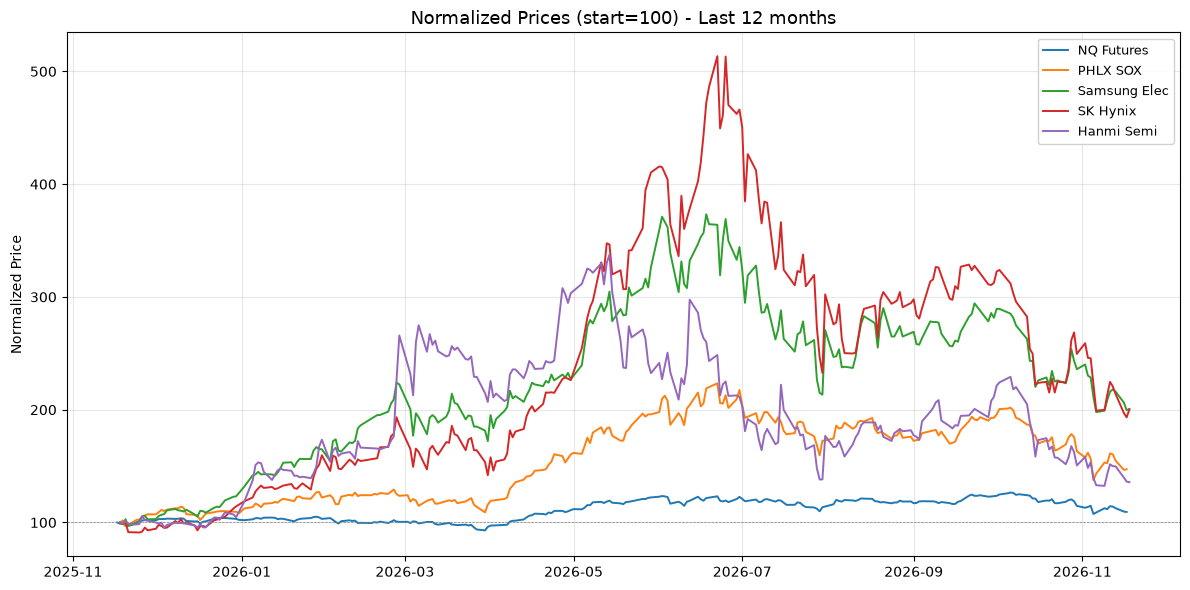 Normalized Prices (start=100) - Last 12 months
Normalized Price
500
400
300
200
100
2025-11
2026-01
2026-03
2026-05
2026-07
2026-09
2026-11
NQ Futures
PHLX SOX
Samsung Elec
SK Hynix
Hanmi Semi